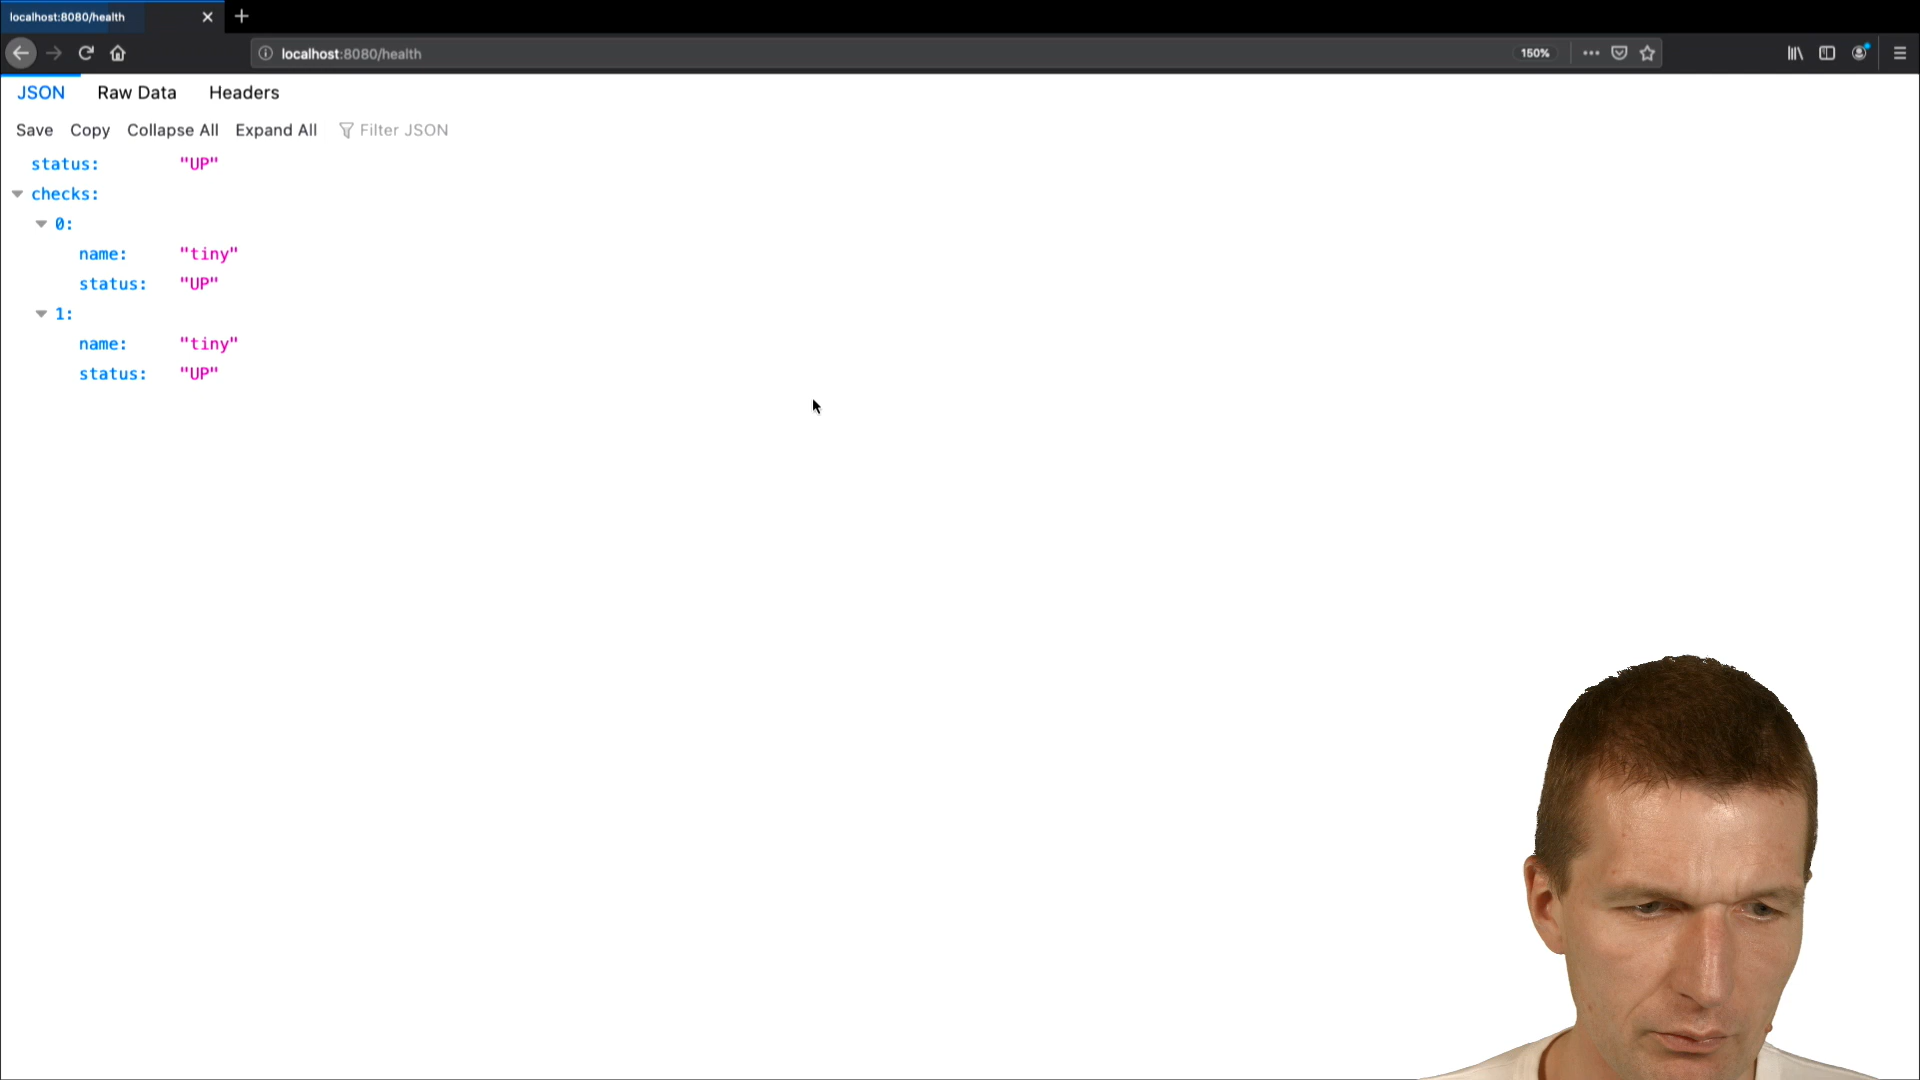 localhost:8080/health
localhost:8080/health
150%
JSON Raw Data Headers
Save Copy Collapse All Expand All Filter JSON
status: "UP"
checks:
0:
name: "tiny"
status: "UP"
1:
name: "tiny"
status: "UP"